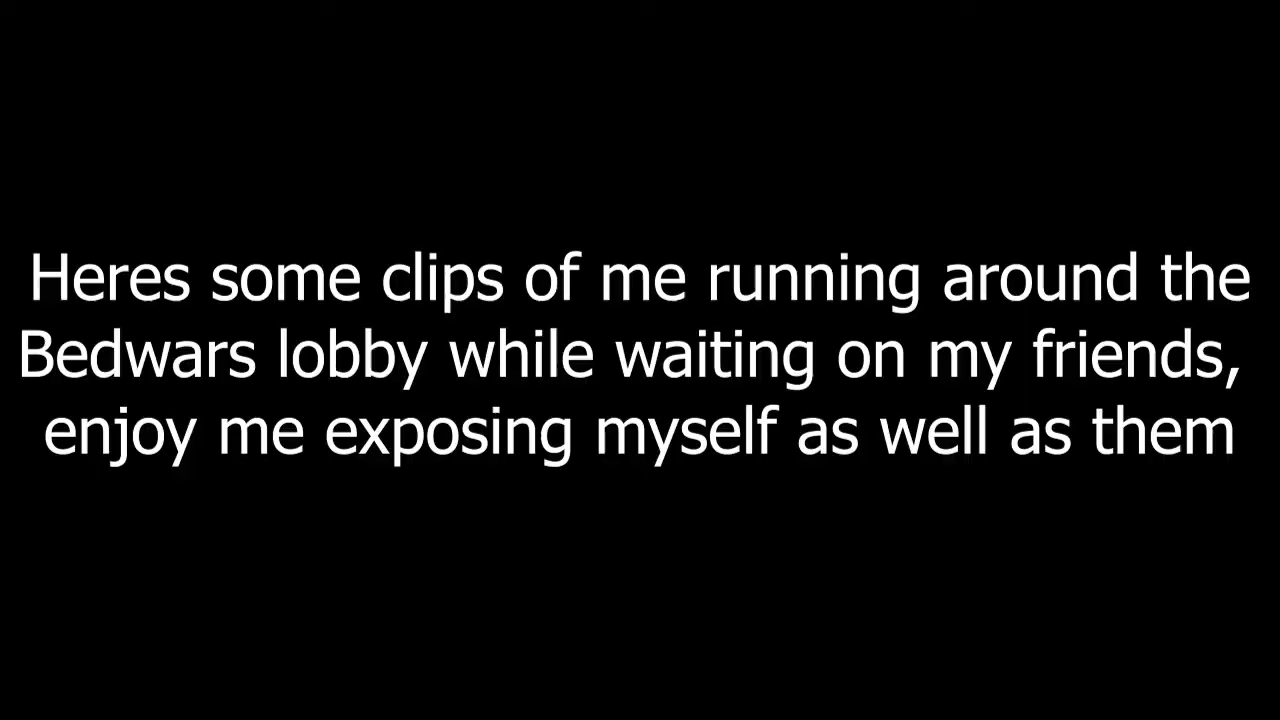 Heres some clips of me running around the
Bedwars lobby while waiting on my friends,
enjoy me exposing myself as well as them